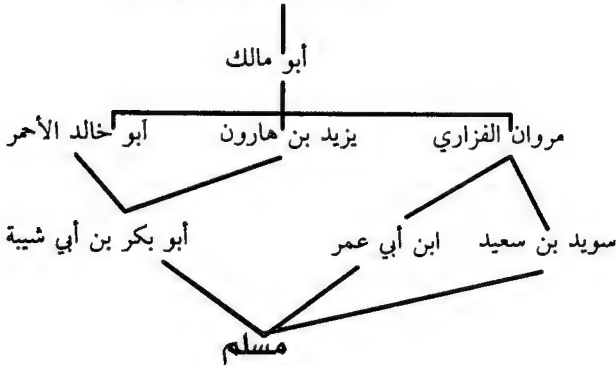 أبو مالك
مروان الفزاري يزيد بن هارون أبو خالد الأحمر
سويد بن سعيد ابن أبي عمر أبو بكر بن أبي شيبة
مسلم